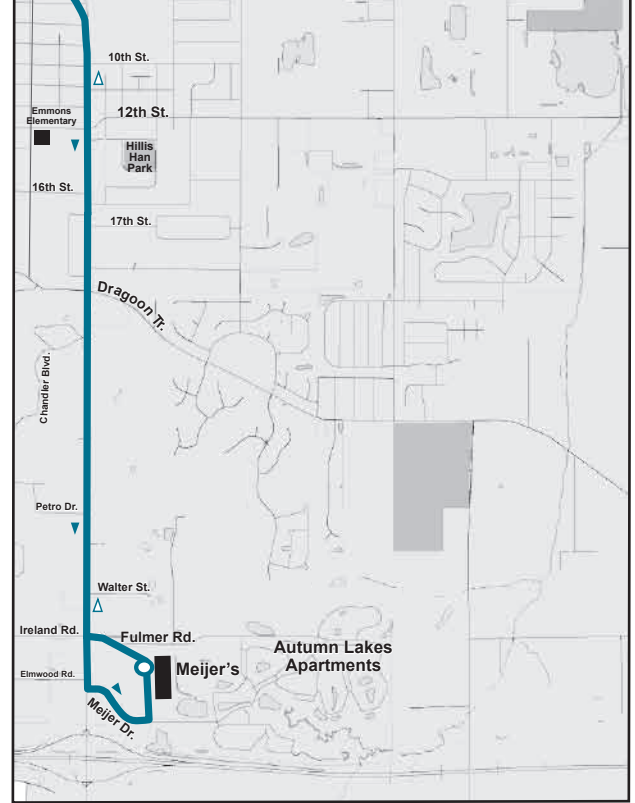 10th St.
12th St.
Emmons
Elementary
Hillis
Han
Park
16th St.
17th St.
Dragoon Tr.
Chandler Blvd.
Petro Dr.
Walter St.
Ireland Rd.
Fulmer Rd.
Autumn Lakes
Apartments
Meijer's
Elmwood Rd.
Meijer Dr.